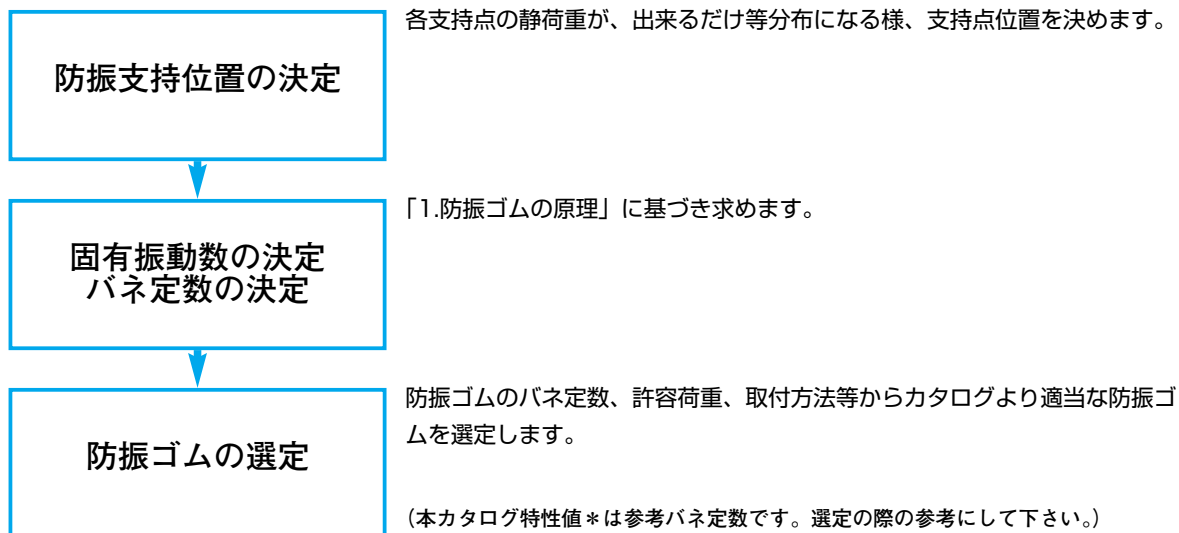 各支持点の静荷重が、出来るだけ等分布になる様、支持点位置を決めます。
防振支持位置の決定
「1.防振ゴムの原理」に基づき求めます。
固有振動数の決定
バネ定数の決定
防振ゴムのバネ定数、許容荷重、取付方法等からカタログより適当な防振ゴ
ムを選定します。
防振ゴムの選定
（本カタログ特性値＊は参考バネ定数です。選定の際の参考にして下さい。）